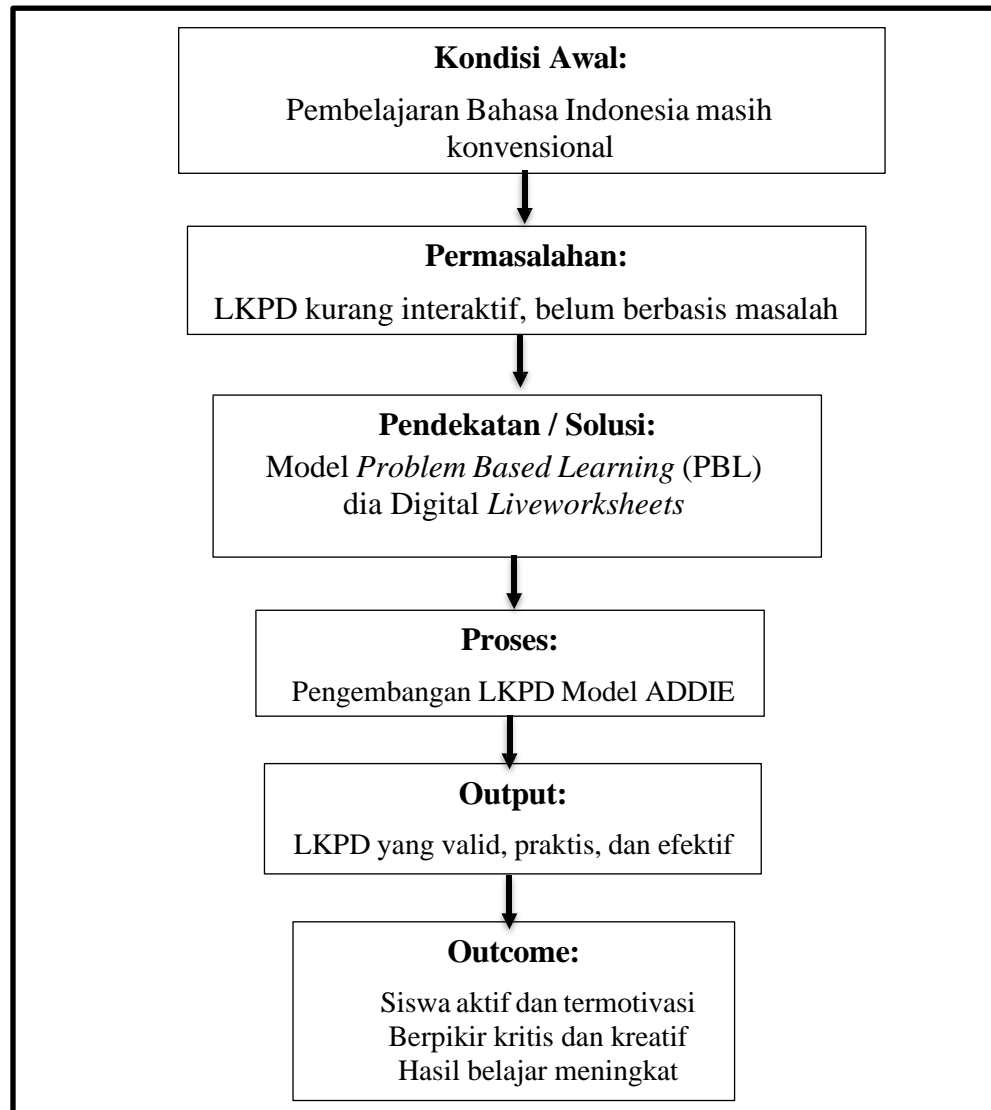 Kondisi Awal:
Pembelajaran Bahasa Indonesia masih
konvensional
Permasalahan:
LKPD kurang interaktif, belum berbasis masalah
Pendekatan / Solusi:
Model Problem Based Learning (PBL)
dia Digital Liveworksheets
Proses:
Pengembangan LKPD Model ADDIE
Output:
LKPD yang valid, praktis, dan efektif
Outcome:
Siswa aktif dan termotivasi
Berpikir kritis dan kreatif
Hasil belajar meningkat